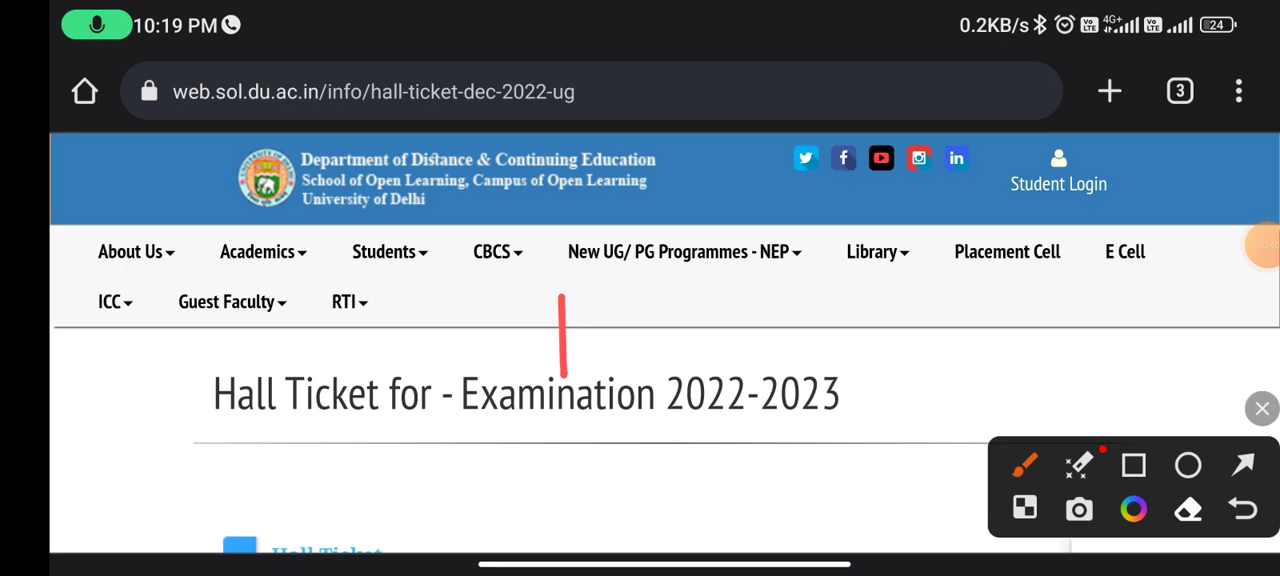 10:19 PM
0.2KB/s
4G+
24
web.sol.du.ac.in/info/hall-ticket-dec-2022-ug
3
Department of Distance & Continuing Education
School of Open Learning, Campus of Open Learning
University of Delhi
Student Login
About Us
Academics
Students
CBCS
New UG/ PG Programmes - NEP
Library
Placement Cell
E Cell
ICC
Guest Faculty
RTI
Hall Ticket for - Examination 2022-2023
Hall Ticket